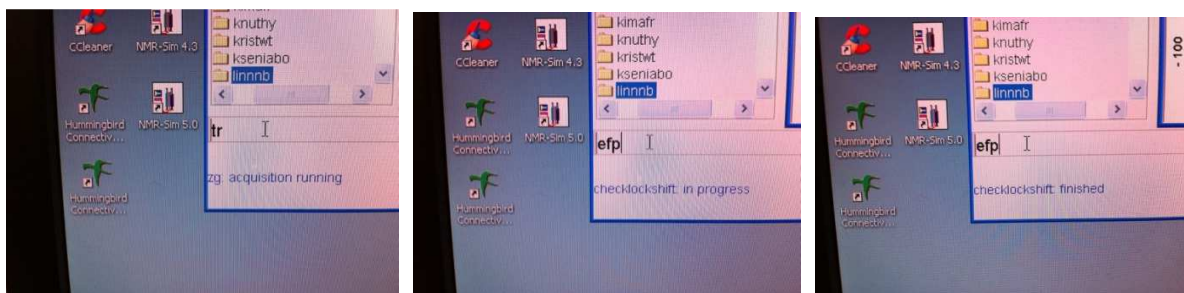 CCleaner
NMR-Sim 4.3
knuthy
kristwt
kseniabo
linnnb
Hummingbird
Connectiv...
NMR-Sim 5.0
tr
zg: acquisition running
Hummingbird
Connectiv...
CCleaner
NMR-Sim 4.3
kimafr
knuthy
kristwt
kseniabo
linnnb
Hummingbird
Connectiv...
NMR-Sim 5.0
efp
checklockshift: in progress
Hummingbird
Connectiv...
CCleaner
NMR-Sim 4.3
kimafr
knuthy
kristwt
kseniabo
linnnb
- 100
Hummingbird
Connectiv...
NMR-Sim 5.0
efp
checklockshift: finished
Hummingbird
Connectiv...